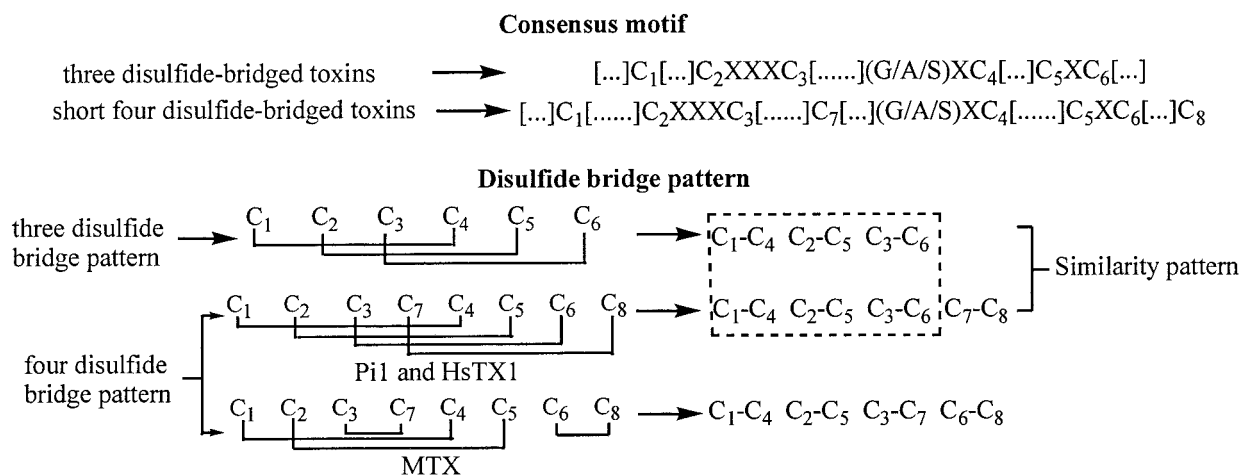 Consensus motif
three disulfide-bridged toxins [...]C₁[...]C₂XXXC₃[......](G/A/S)XC₄[...]C₅XC₆[...]
short four disulfide-bridged toxins [...]C₁[......]C₂XXXC₃[......]C₇[...](G/A/S)XC₄[......]C₅XC₆[...]C₈
Disulfide bridge pattern
three disulfide
bridge pattern
C₁ C₂ C₃ C₄ C₅ C₆
C₁-C₄ C₂-C₅ C₃-C₆
Similarity pattern
four disulfide
bridge pattern
C₁ C₂ C₃ C₇ C₄ C₅ C₆ C₈
C₁-C₄ C₂-C₅ C₃-C₆ C₇-C₈
Pi1 and HsTX1
C₁ C₂ C₃ C₇ C₄ C₅ C₆ C₈
C₁-C₄ C₂-C₅ C₃-C₇ C₆-C₈
MTX